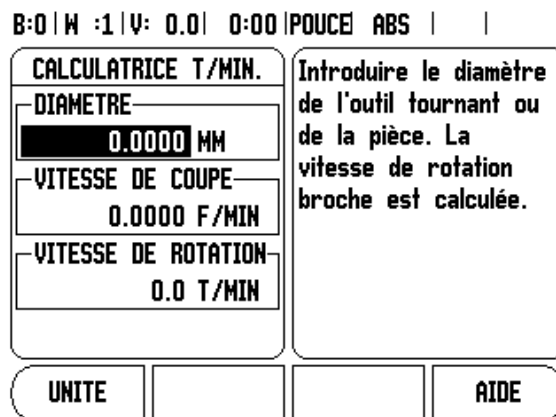 B:0 | W :1 | V: 0.0 | 0:00 | POUCE ABS | |
CALCULATRICE T/MIN.
DIAMETRE
0.0000 MM
VITESSE DE COUPE
0.0000 F/MIN
VITESSE DE ROTATION
0.0 T/MIN
Introduire le diamètre
de l'outil tournant ou
de la pièce. La
vitesse de rotation
broche est calculée.
UNITE
AIDE